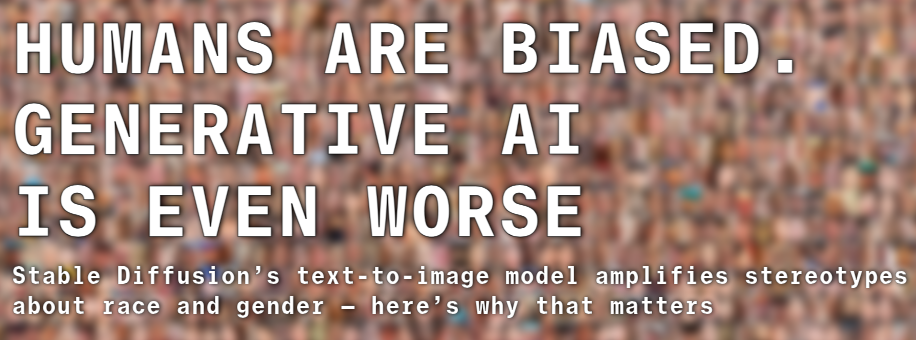 HUMANS ARE BIASED.
GENERATIVE AI
IS EVEN WORSE
Stable Diffusion’s text-to-image model amplifies stereotypes
about race and gender — here’s why that matters